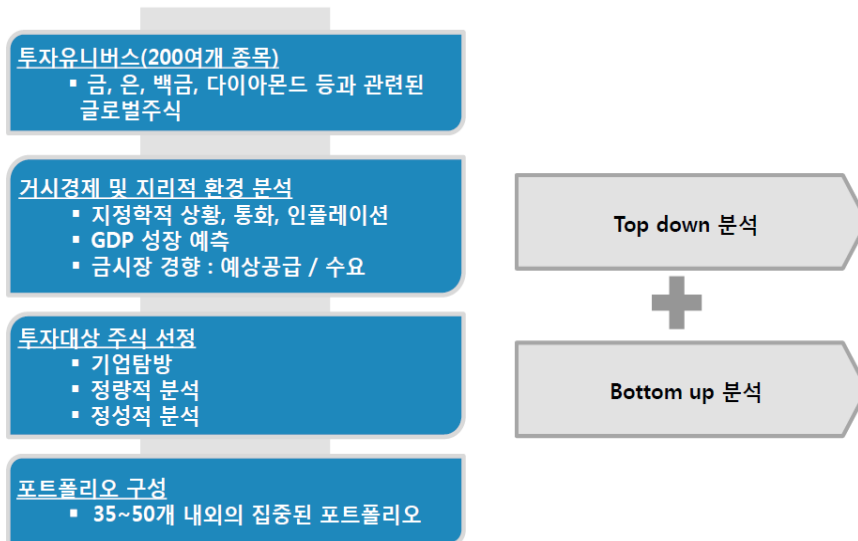 투자유니버스(200여개 종목)
▪ 금, 은, 백금, 다이아몬드 등과 관련된
글로벌주식
거시경제 및 지리적 환경 분석
▪ 지정학적 상황, 통화, 인플레이션
▪ GDP 성장 예측
▪ 금시장 경향 : 예상공급 / 수요
Top down 분석
투자대상 주식 선정
▪ 기업탐방
▪ 정량적 분석
▪ 정성적 분석
Bottom up 분석
포트폴리오 구성
▪ 35~50개 내외의 집중된 포트폴리오